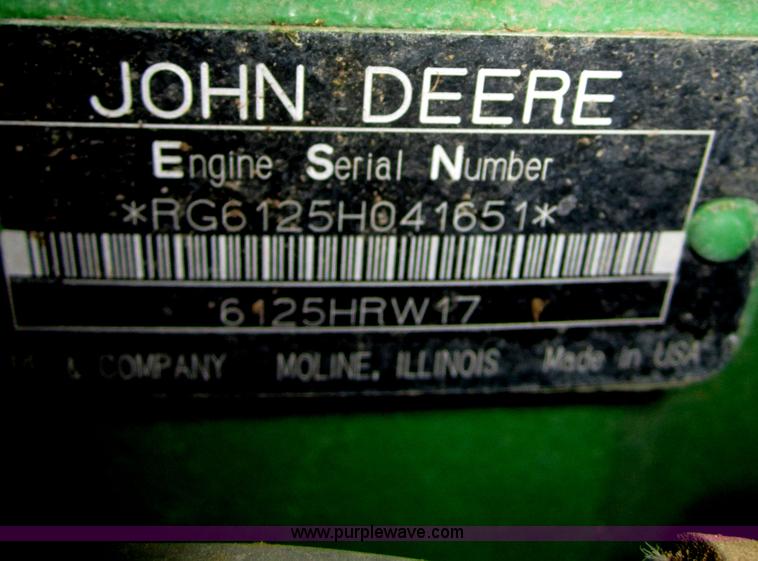 JOHN DEERE
Engine Serial Number
*RG6125H041651*
6125HRW17
& COMPANY MOLINE, ILLINOIS Made in USA
www.purplewave.com